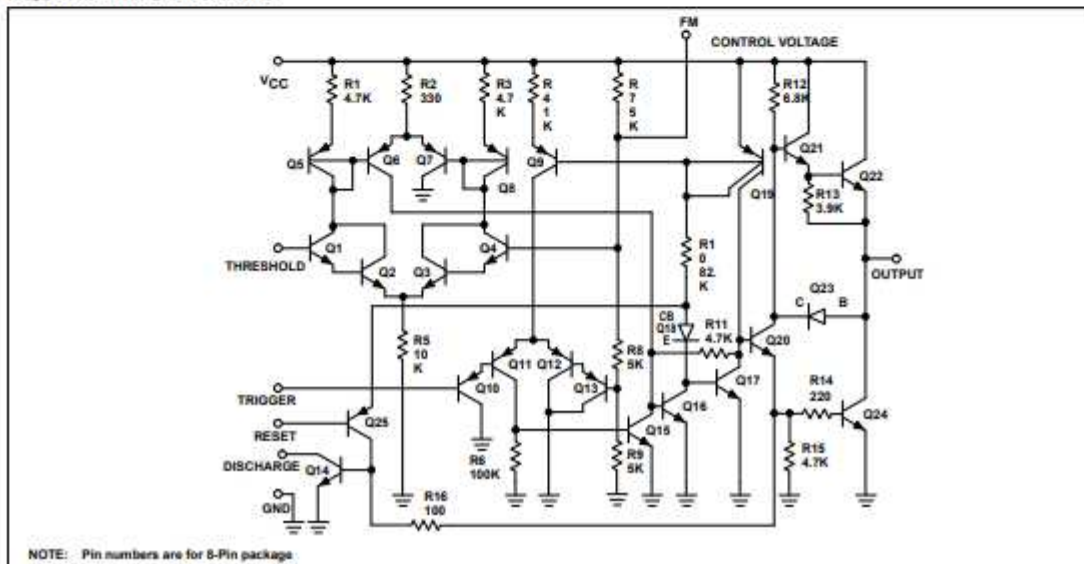 FM
CONTROL VOLTAGE
VCC
R1
4.7K
R2
330
R3
4.7
K
R
4
1
K
R
7
5
K
R12
6.8K
Q21
Q5
Q6
Q7
Q8
Q9
Q19
Q22
R13
3.9K
Q1
Q2
Q3
Q4
THRESHOLD
R1
0
82.
K
OUTPUT
Q23
C
B
CB
Q18
E
R11
4.7K
Q20
R5
10
K
Q11
Q12
R8
5K
Q10
Q13
TRIGGER
Q17
R14
220
Q25
Q16
Q15
Q24
RESET
DISCHARGE
Q14
R6
100K
R9
5K
R15
4.7K
R16
100
GND
NOTE: Pin numbers are for 8-Pin package